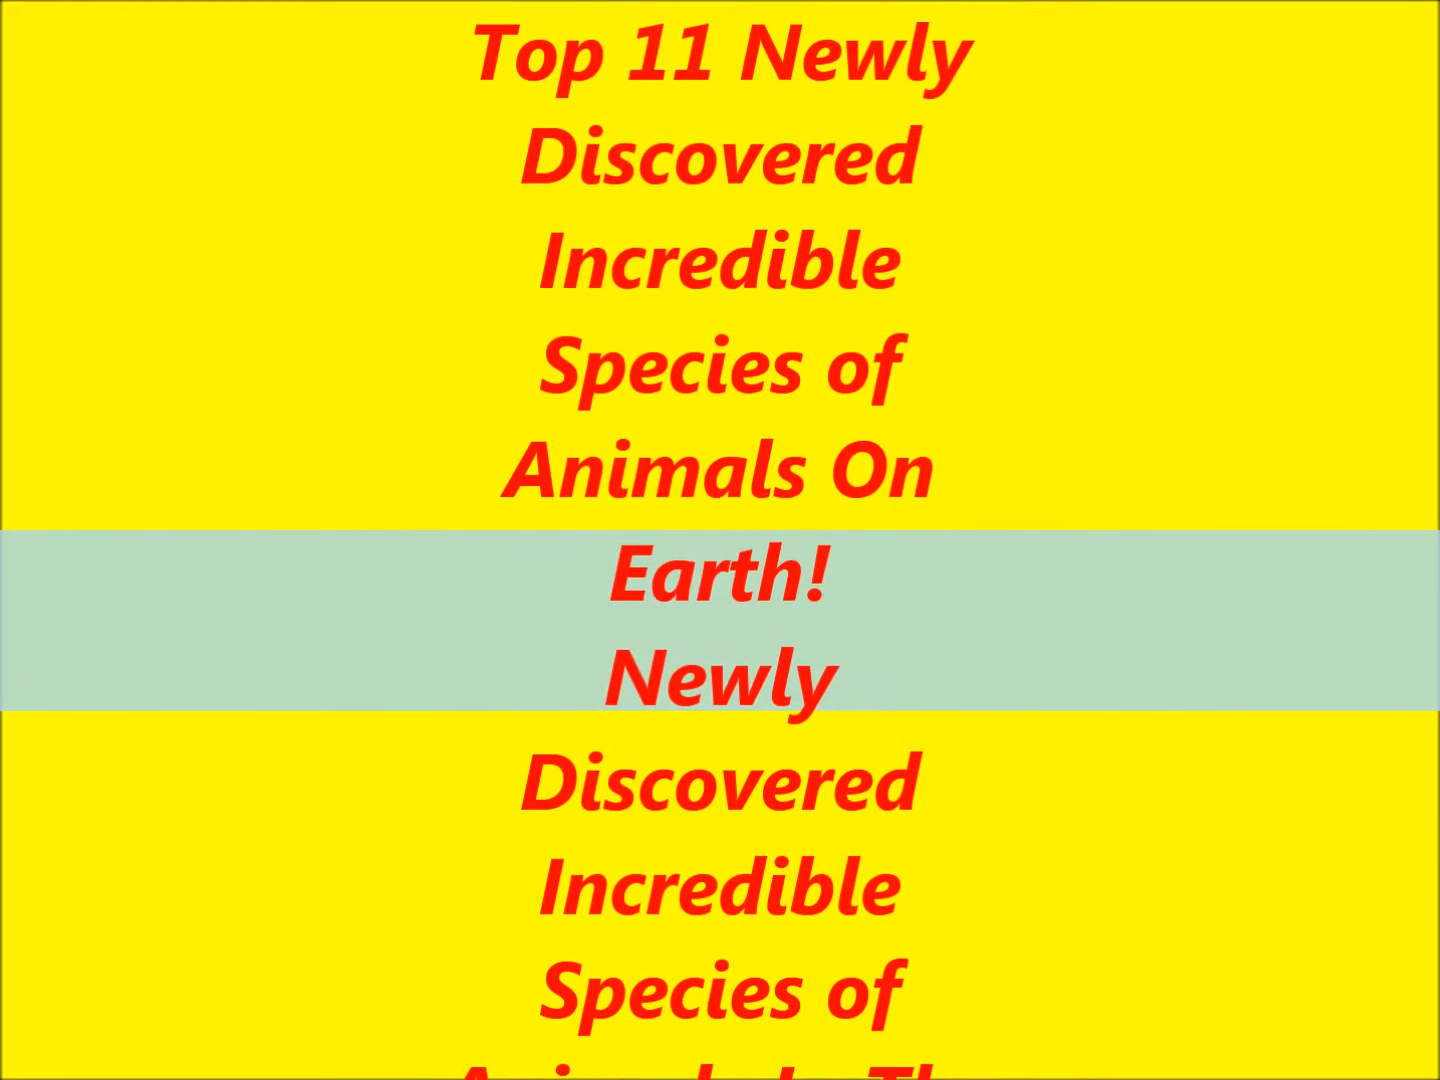 Top 11 Newly
Discovered
Incredible
Species of
Animals On
Earth!
Newly
Discovered
Incredible
Species of